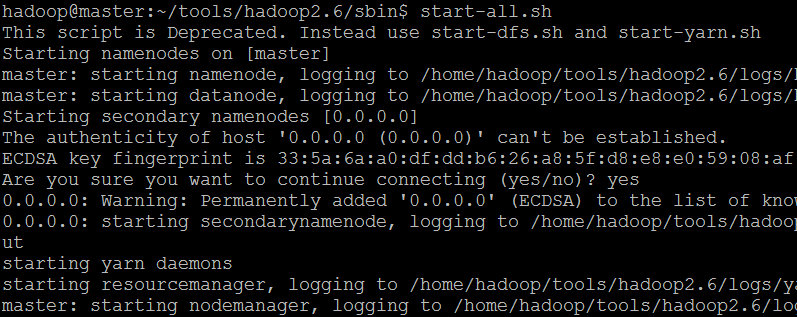 hadoop@master:~/tools/hadoop2.6/sbin$ start-all.sh
This script is Deprecated. Instead use start-dfs.sh and start-yarn.sh
Starting namenodes on [master]
master: starting namenode, logging to /home/hadoop/tools/hadoop2.6/logs/
master: starting datanode, logging to /home/hadoop/tools/hadoop2.6/logs/
Starting secondary namenodes [0.0.0.0]
The authenticity of host '0.0.0.0 (0.0.0.0)' can't be established.
ECDSA key fingerprint is 33:5a:6a:a0:df:dd:b6:26:a8:5f:d8:e8:e0:59:08:af
Are you sure you want to continue connecting (yes/no)? yes
0.0.0.0: Warning: Permanently added '0.0.0.0' (ECDSA) to the list of kno
0.0.0.0: starting secondarynamenode, logging to /home/hadoop/tools/hadoo
ut
starting yarn daemons
starting resourcemanager, logging to /home/hadoop/tools/hadoop2.6/logs/ya
master: starting nodemanager, logging to /home/hadoop/tools/hadoop2.6/lo